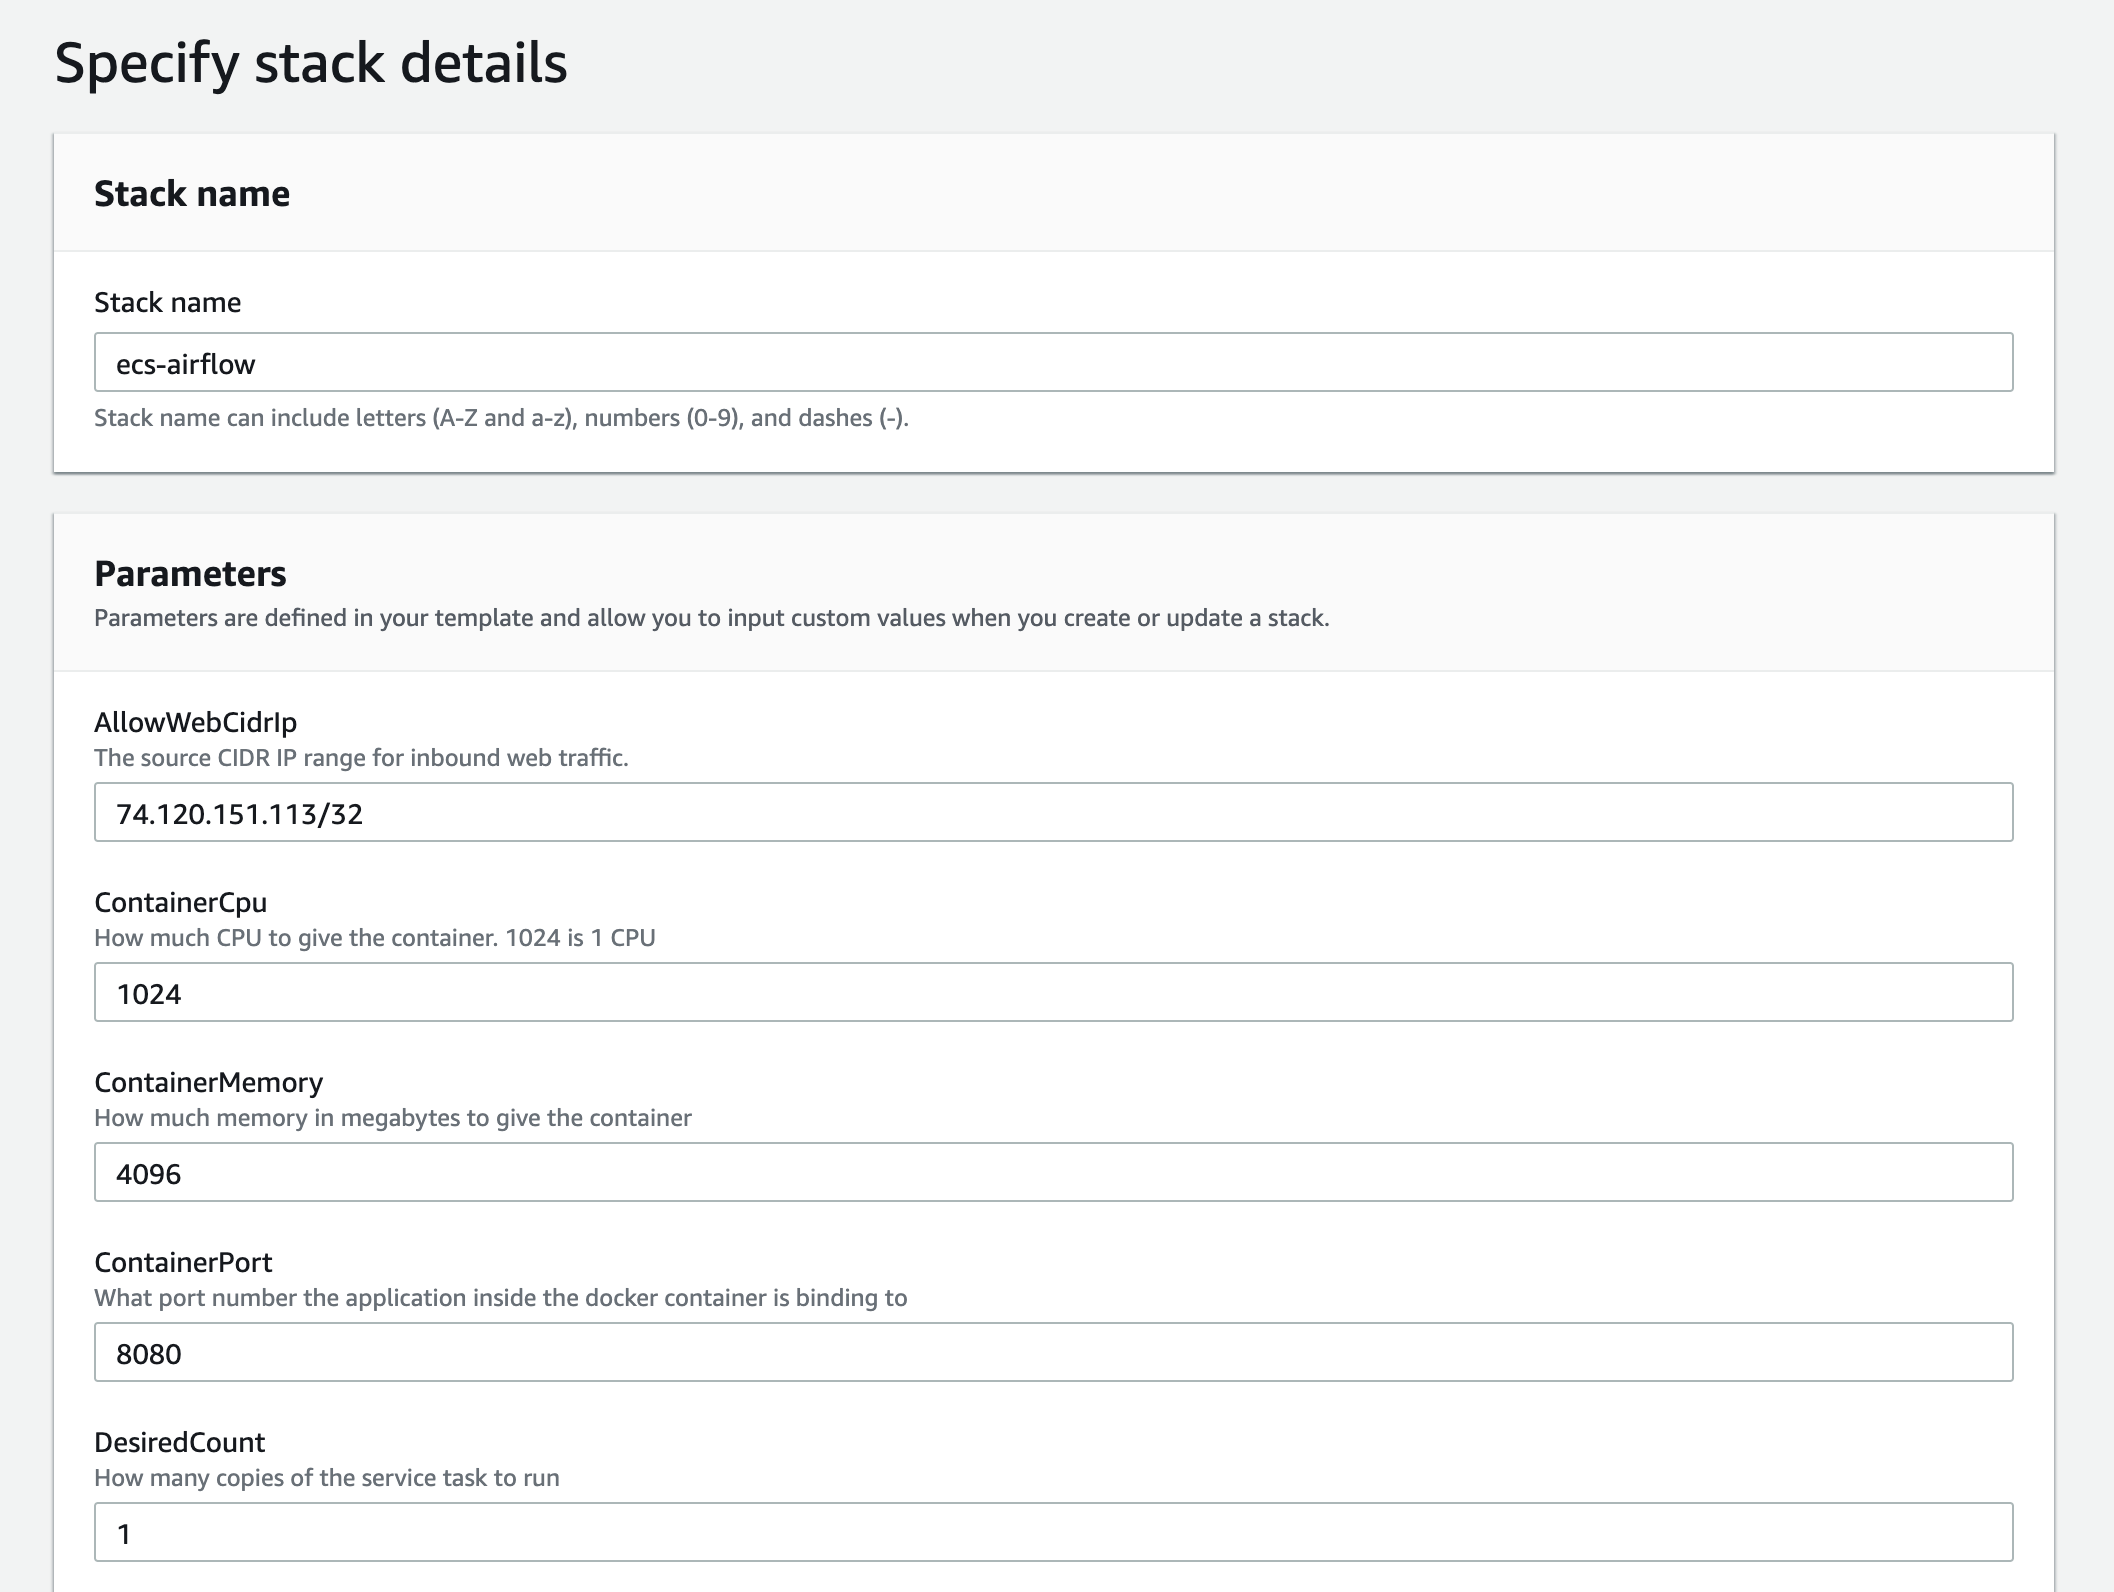 Specify stack details
Stack name
Stack name
ecs-airflow
Stack name can include letters (A-Z and a-z), numbers (0-9), and dashes (-).
Parameters
Parameters are defined in your template and allow you to input custom values when you create or update a stack.
AllowWebCidrIp
The source CIDR IP range for inbound web traffic.
74.120.151.113/32
ContainerCpu
How much CPU to give the container. 1024 is 1 CPU
1024
ContainerMemory
How much memory in megabytes to give the container
4096
ContainerPort
What port number the application inside the docker container is binding to
8080
DesiredCount
How many copies of the service task to run
1